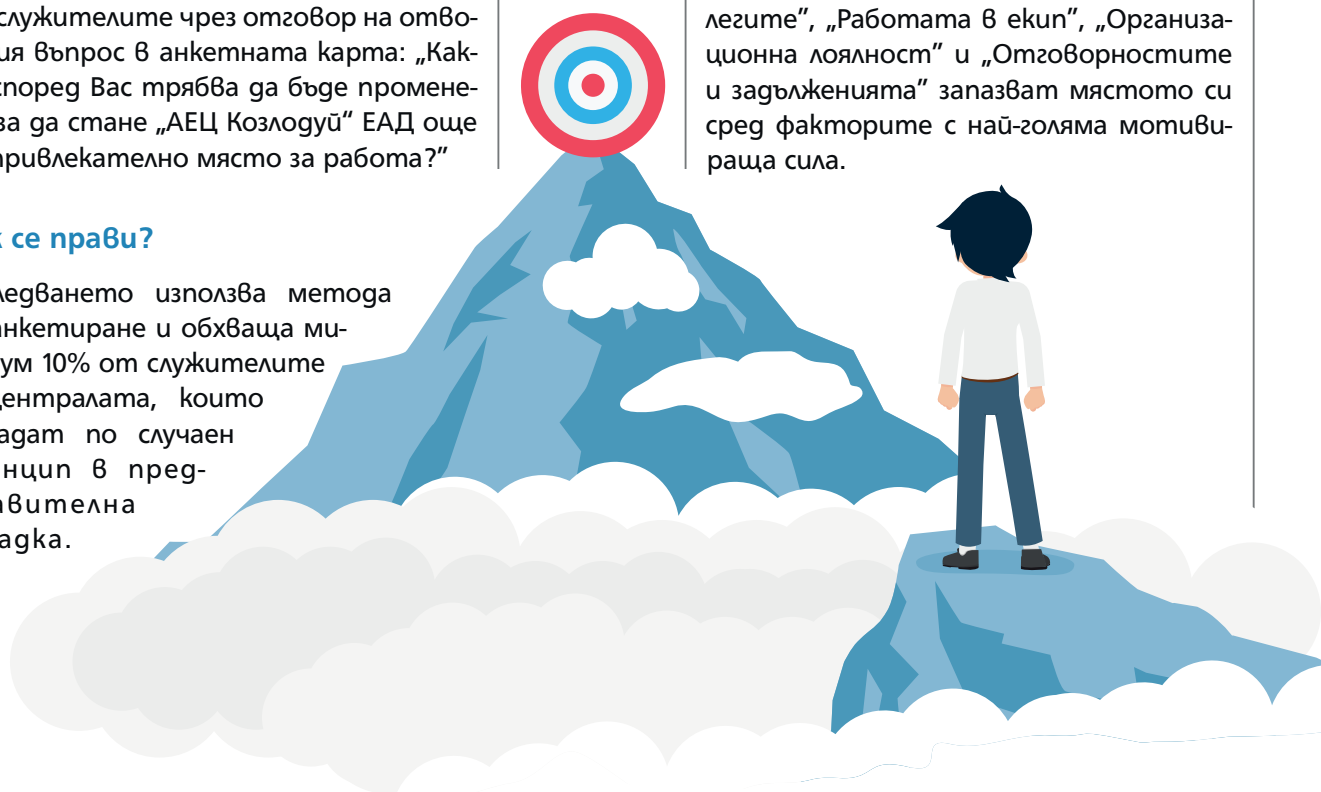 служителите чрез отговор на отво-
ия въпрос в анкетната карта: „Как-
според Вас трябва да бъде промене-
за да стане „АЕЦ Козлодуй“ ЕАД още
привлекателно място за работа?”
к се прави?
ледването използва метода
анкетиране и обхваща ми-
ум 10% от служителите
централата, които
адат по случаен
нцип в пред-
авителна
адка.
легите”, „Работата в екип”, „Организа-
ционна лоялност” и „Отговорностите
и задълженията” запазват мястото си
сред факторите с най-голяма мотиви-
раща сила.